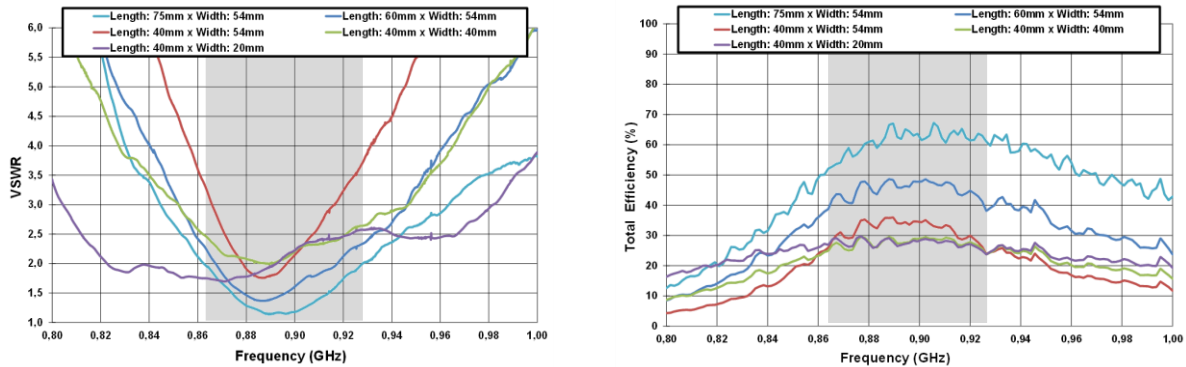 Length: 75mm x Width: 54mm
Length: 60mm x Width: 54mm
Length: 40mm x Width: 54mm
Length: 40mm x Width: 40mm
Length: 40mm x Width: 20mm
6,0
5,5
5,0
4,5
4,0
3,5
3,0
2,5
2,0
1,5
1,0
VSWR
0,80 0,82 0,84 0,86 0,88 0,90 0,92 0,94 0,96 0,98 1,00
Frequency (GHz)
Length: 75mm x Width: 54mm
Length: 60mm x Width: 54mm
Length: 40mm x Width: 54mm
Length: 40mm x Width: 40mm
Length: 40mm x Width: 20mm
100
90
80
70
60
50
40
30
20
10
0
Total Efficiency (%)
0,80 0,82 0,84 0,86 0,88 0,90 0,92 0,94 0,96 0,98 1,00
Frequency (GHz)